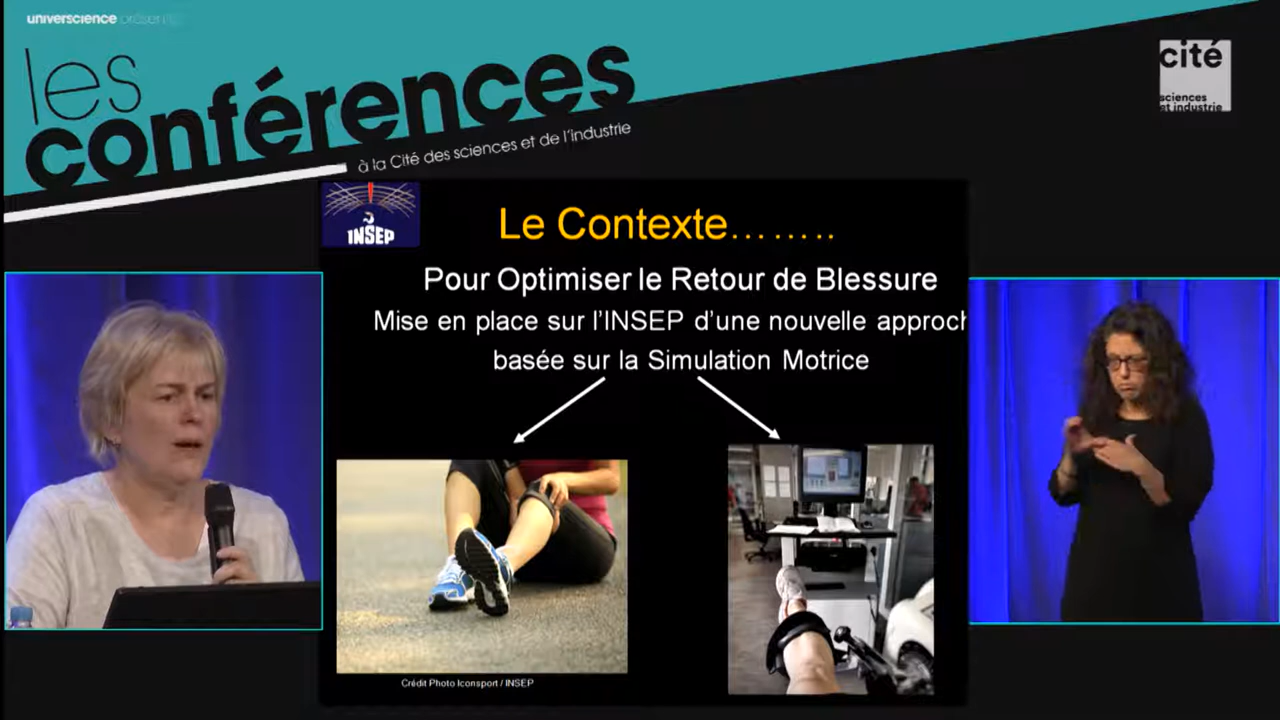 universcience présente
les
conférences
à la Cité des sciences et de l'industrie
cité
sciences
et industrie
INSEP
Le Contexte……..
Pour Optimiser le Retour de Blessure
Mise en place sur l'INSEP d'une nouvelle approch
basée sur la Simulation Motrice
Crédit Photo Iconsport / INSEP